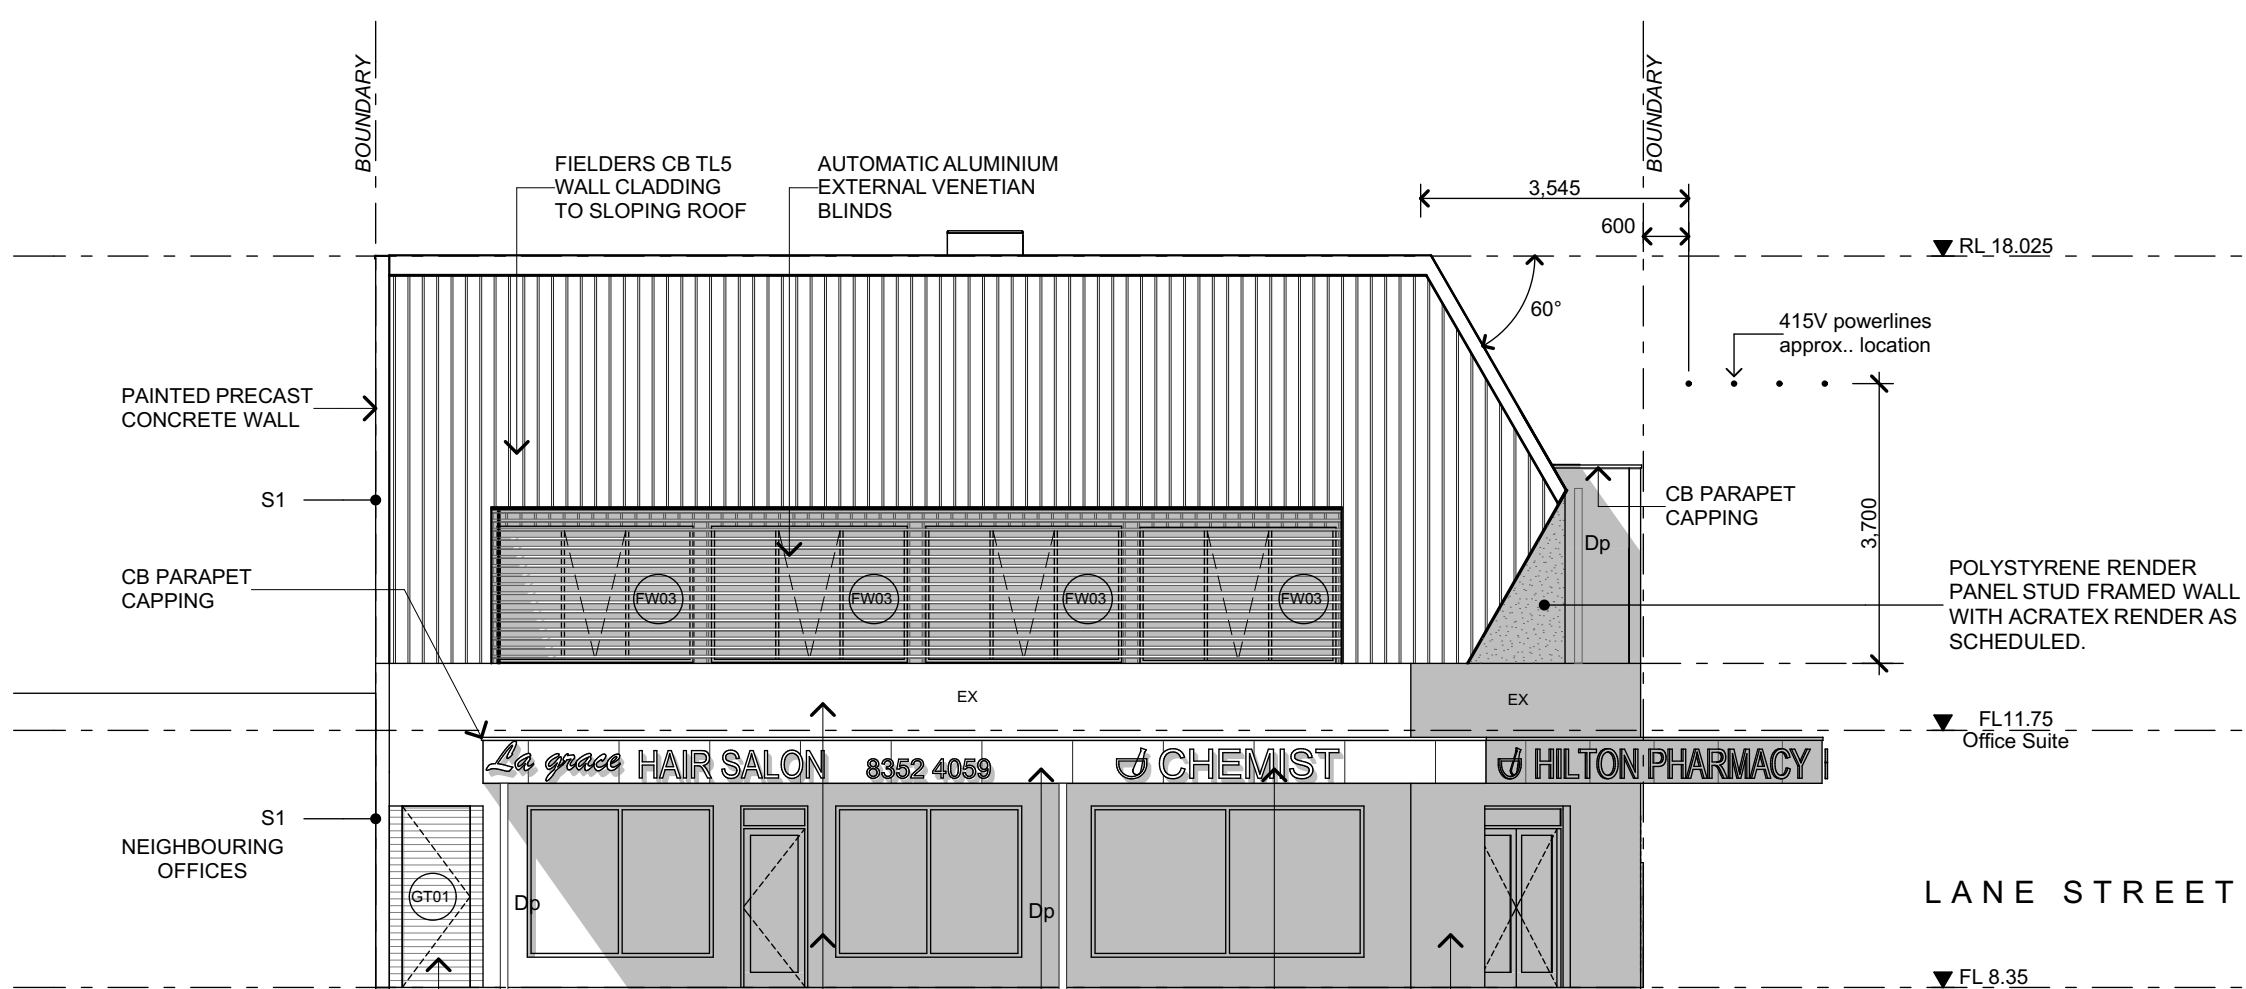 BOUNDARY
BOUNDARY
FIELDERS CB TL5
WALL CLADDING
TO SLOPING ROOF
AUTOMATIC ALUMINIUM
EXTERNAL VENETIAN
BLINDS
3,545
600
RL 18.025
60°
415V powerlines
approx.. location
PAINTED PRECAST
CONCRETE WALL
S1
CB PARAPET
CAPPING
3,700
Dp
CB PARAPET
CAPPING
POLYSTYRENE RENDER
PANEL STUD FRAMED WALL
WITH ACRATEX RENDER AS
SCHEDULED.
FW03
FW03
FW03
FW03
EX
EX
FL11.75
Office Suite
La grace HAIR SALON 8352 4059
CHEMIST
HILTON PHARMACY
S1
NEIGHBOURING
OFFICES
GT01
Dp
Dp
LANE STREET
FL 8.35